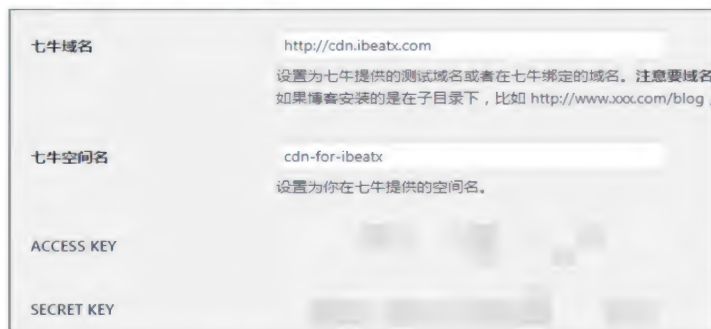 七牛域名
http://cdn.ibeatx.com
设置为七牛提供的测试域名或者在七牛绑定的域名。注意要域名
如果博客安装的是在子目录下，比如 http://www.xxx.com/blog，
七牛空间名
cdn-for-ibeatx
设置为你在七牛提供的空间名。
ACCESS KEY
SECRET KEY